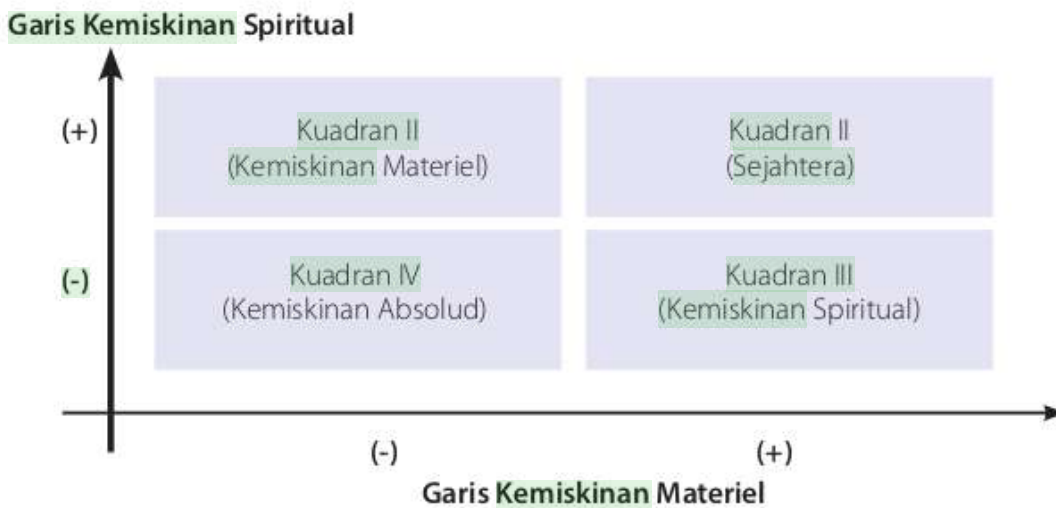 Garis Kemiskinan Spiritual
(+)
Kuadran II
(Kemiskinan Materiel)
Kuadran II
(Sejahtera)
(-)
Kuadran IV
(Kemiskinan Absolud)
Kuadran III
(Kemiskinan Spiritual)
(-)
(+)
Garis Kemiskinan Materiel